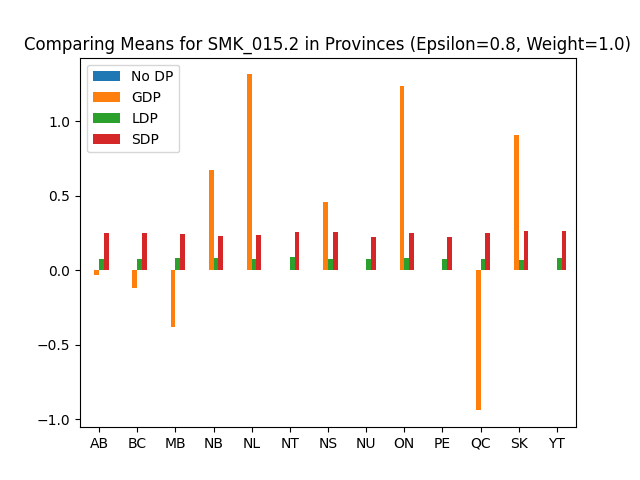 Comparing Means for SMK_015.2 in Provinces (Epsilon=0.8, Weight=1.0)
No DP
GDP
LDP
SDP
1.0
0.5
0.0
−0.5
−1.0
AB BC MB NB NL NT NS NU ON PE QC SK YT